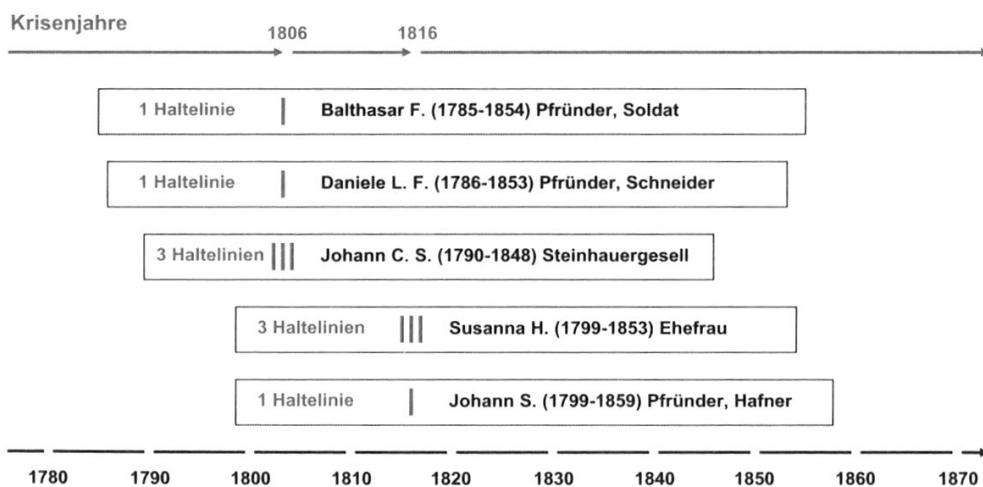 Krisenjahre
1806 1816
1 Haltelinie Balthasar F. (1785-1854) Pfründer, Soldat
1 Haltelinie Daniele L. F. (1786-1853) Pfründer, Schneider
3 Haltelinien Johann C. S. (1790-1848) Steinhauergesell
3 Haltelinien Susanna H. (1799-1853) Ehefrau
1 Haltelinie Johann S. (1799-1859) Pfründer, Hafner
1780 1790 1800 1810 1820 1830 1840 1850 1860 1870